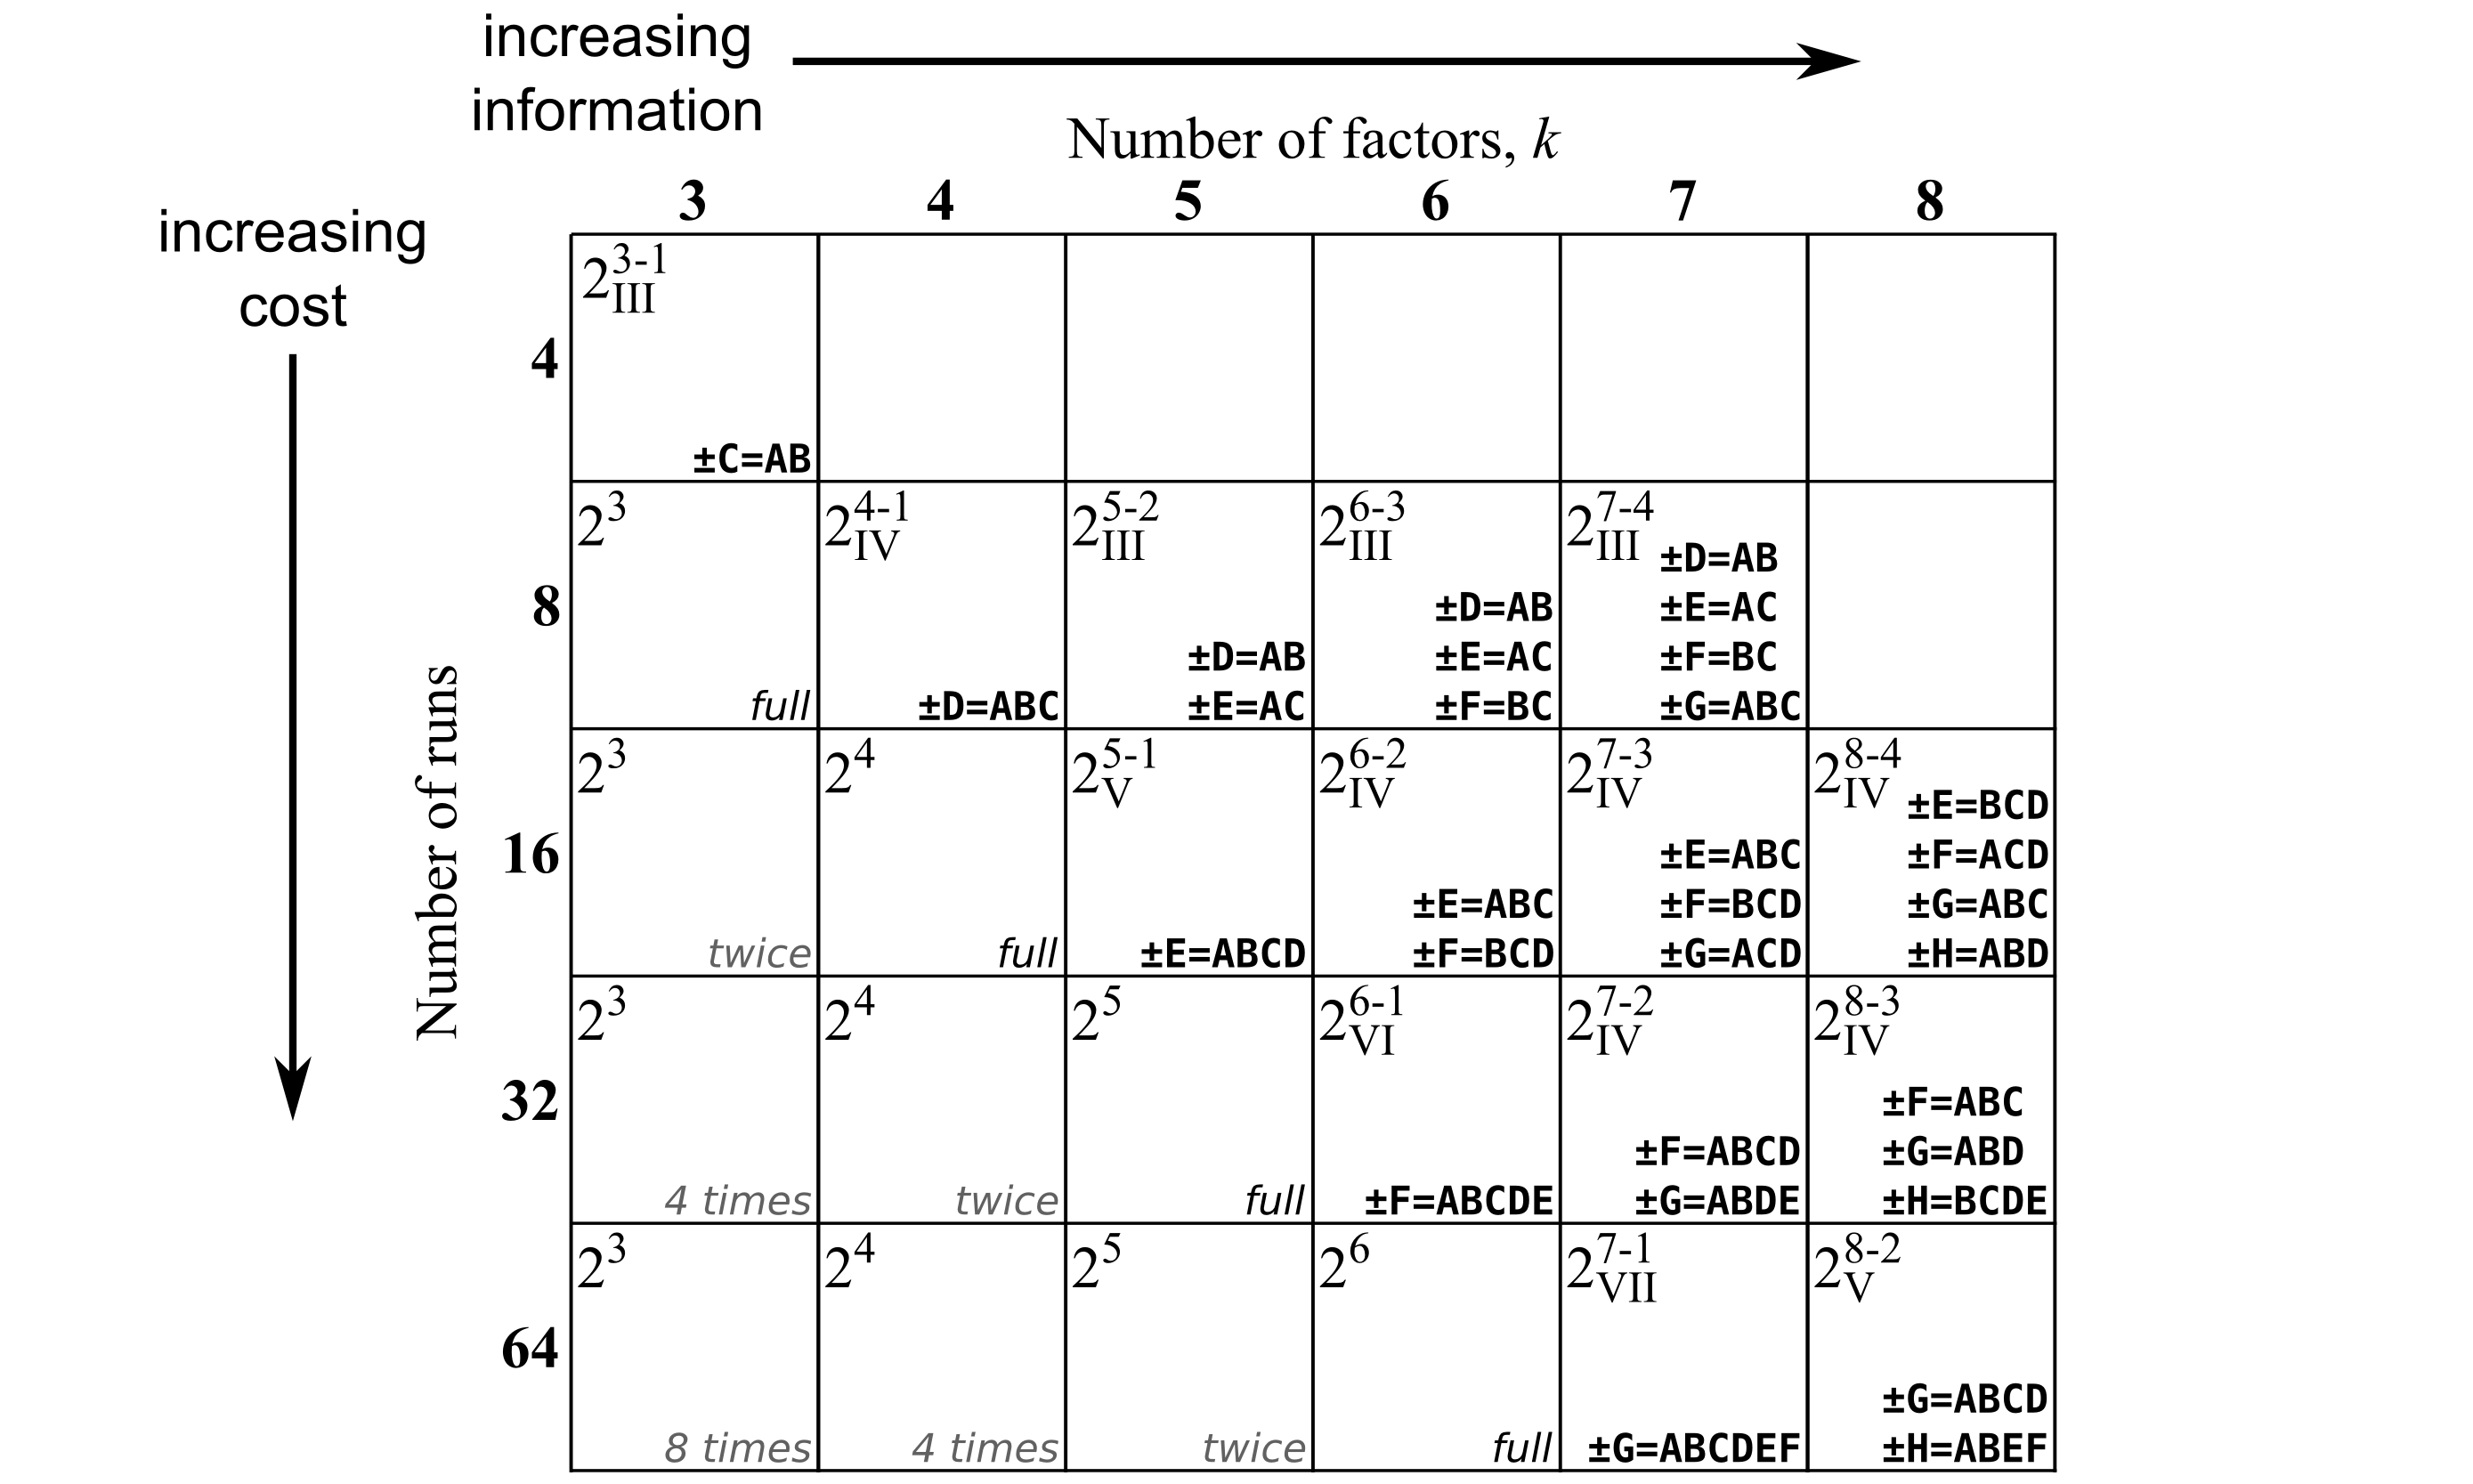 increasing
information
Number of factors, k
3 4 5 6 7 8
increasing
cost
Number of runs
4
2 3-1 III
±C=AB
8
2 3
full
2 4-1 IV
±D=ABC
2 5-2 III
±D=AB
±E=AC
2 6-3 III
±D=AB
±E=AC
±F=BC
2 7-4 III
±D=AB
±E=AC
±F=BC
±G=ABC
16
2 3
twice
2 4
full
2 5-1 V
±E=ABCD
2 6-2 IV
±E=ABC
±F=BCD
2 7-3 IV
±E=ABC
±F=BCD
±G=ACD
2 8-4 IV
±E=BCD
±F=ACD
±G=ABC
±H=ABD
32
2 3
4 times
2 4
twice
2 5
full
2 6-1 VI
±F=ABCDE
2 7-2 IV
±F=ABCD
±G=ABDE
2 8-3 IV
±F=ABC
±G=ABD
±H=BCDE
64
2 3
8 times
2 4
4 times
2 5
twice
2 6
full
2 7-1 VII
±G=ABCDEF
2 8-2 V
±G=ABCD
±H=ABEF